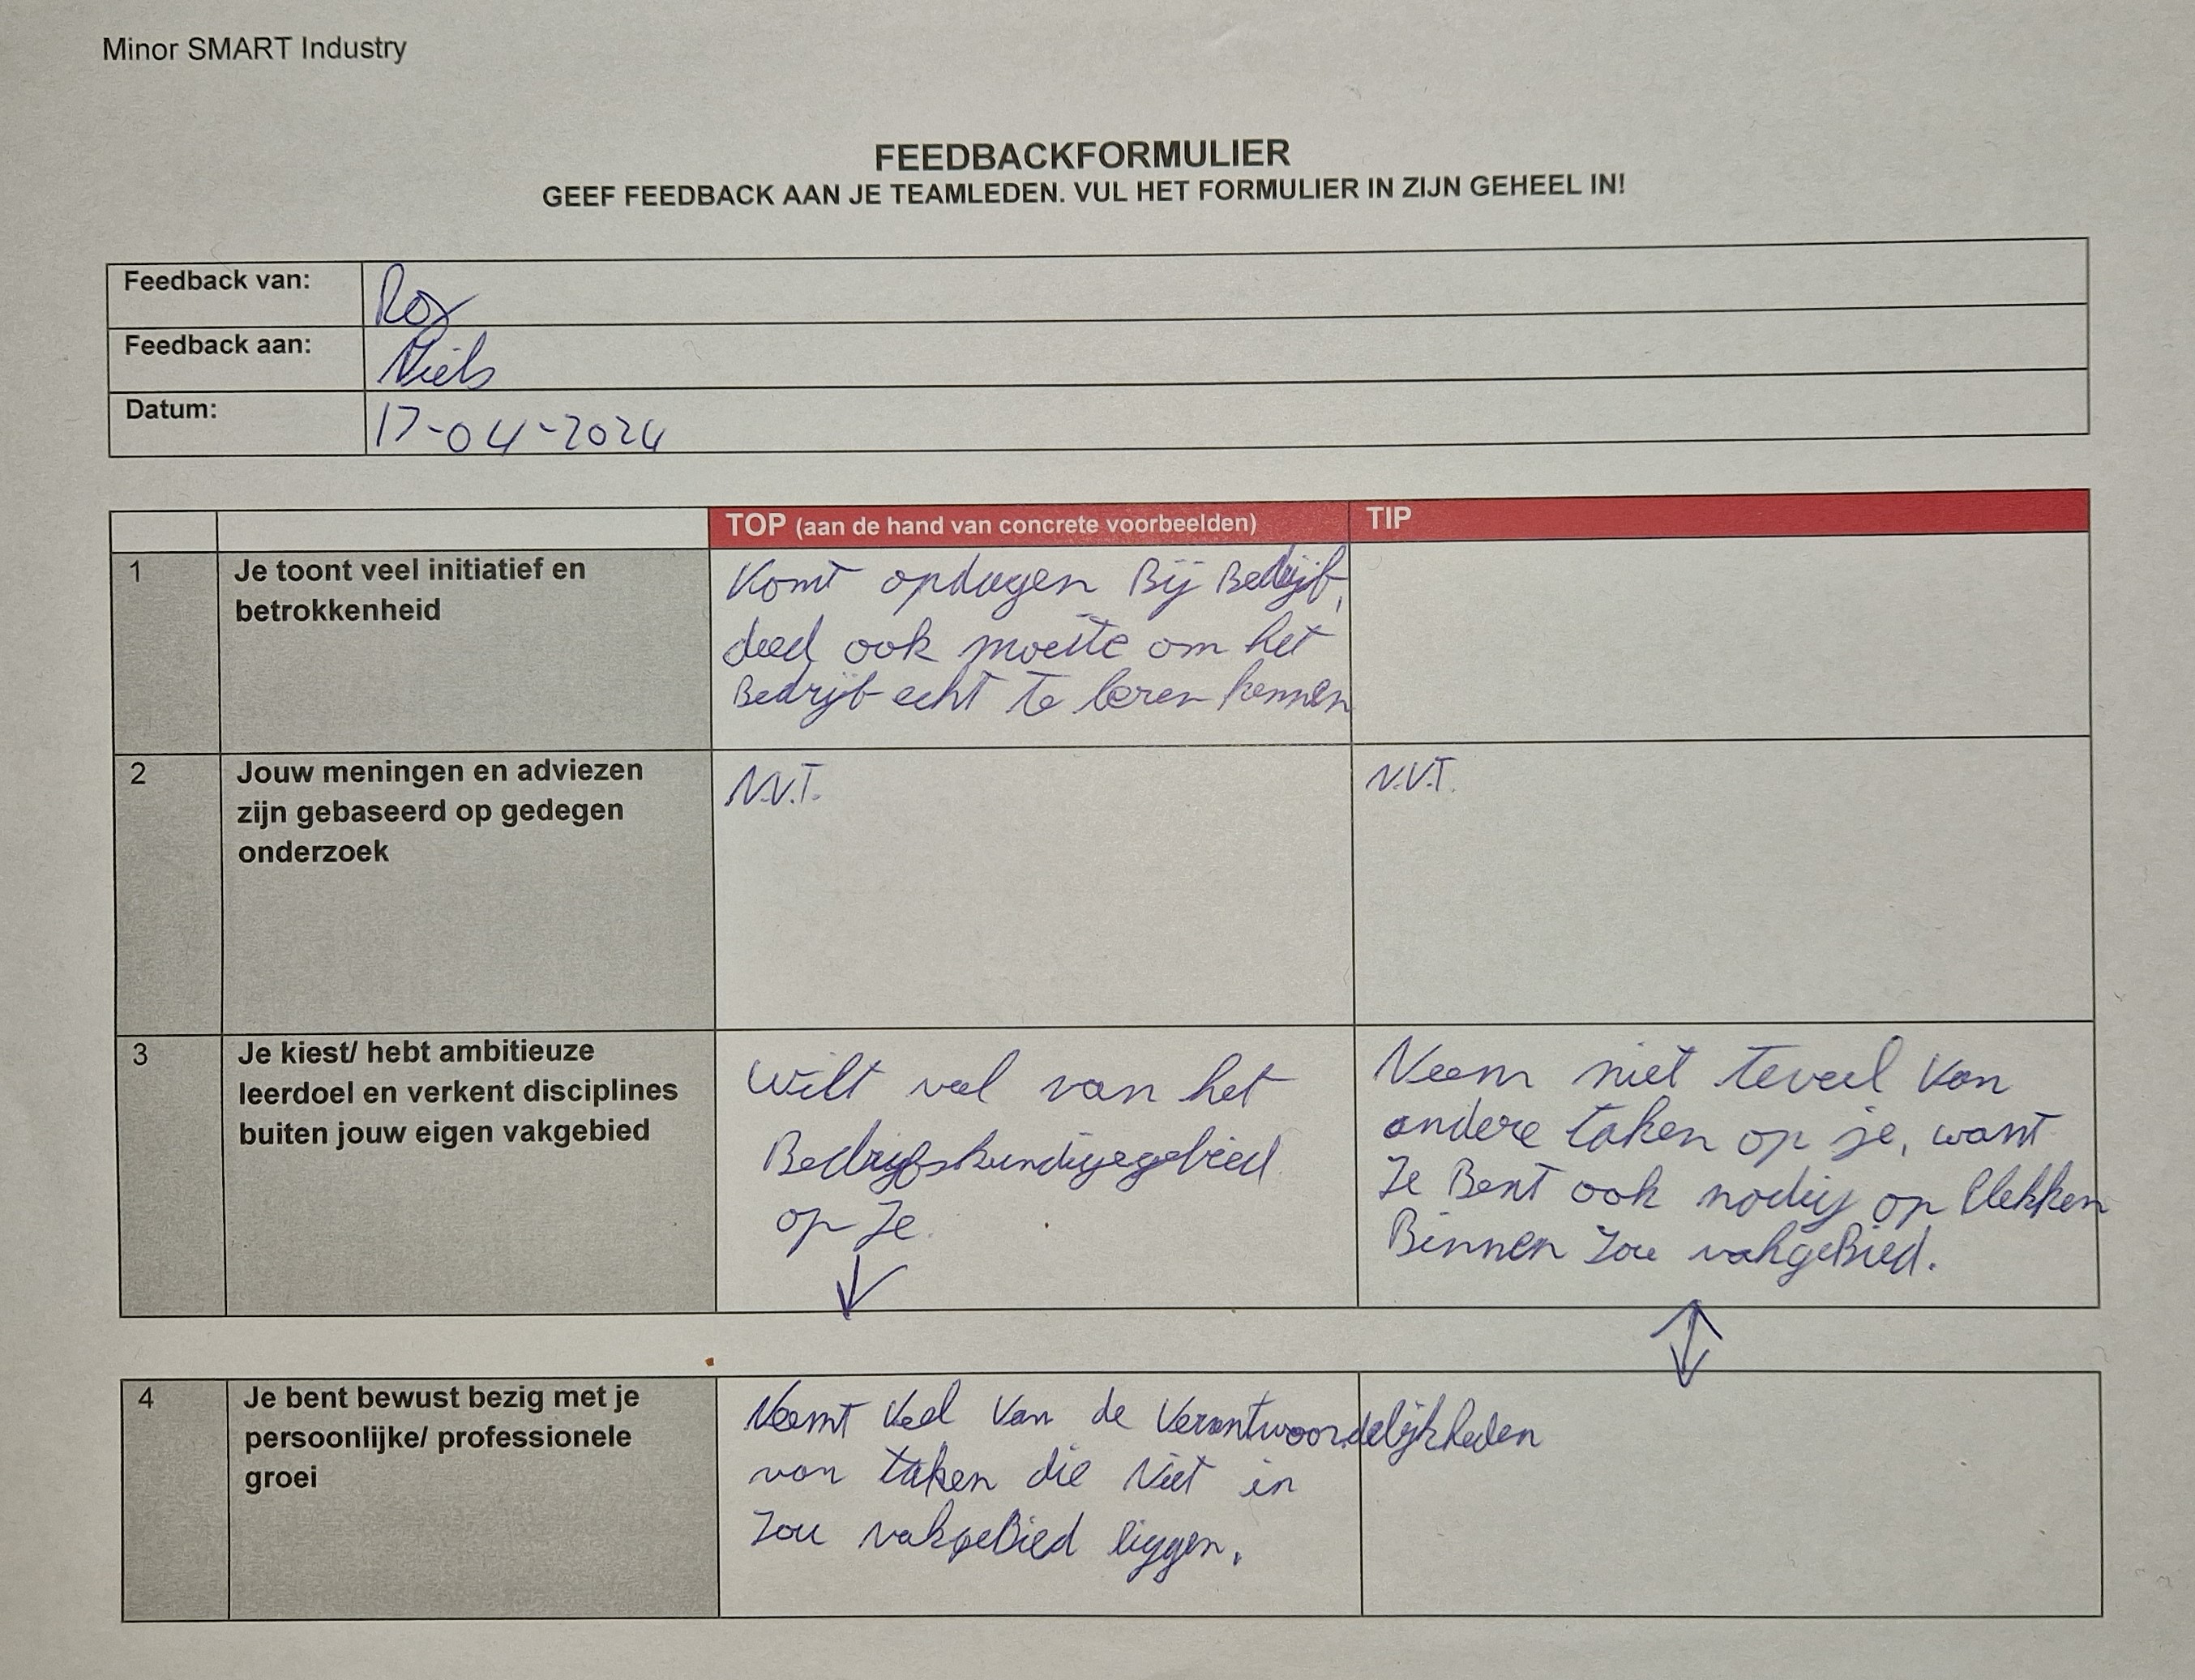 Minor SMART Industry
FEEDBACKFORMULIER
GEEF FEEDBACK AAN JE TEAMLEDEN. VUL HET FORMULIER IN ZIJN GEHEEL IN!
Feedback van: Roy
Feedback aan: Niels
Datum: 17-04-2024
TOP (aan de hand van concrete voorbeelden) TIP
1 Je toont veel initiatief en
betrokkenheid
Komt opdagen Bij Bedrijf,
deed ook moeite om het
Bedrijf echt te leren kennen
2 Jouw meningen en adviezen
zijn gebaseerd op gedegen
onderzoek
N.V.T.
N.V.T.
3 Je kiest/ hebt ambitieuze
leerdoel en verkent disciplines
buiten jouw eigen vakgebied
Wilt veel van het
Bedrijfskundigegebied
op Je.
Neem niet teveel van
andere taken op je, want
Je Bent ook nodig op Plekken
Binnen Jou vakgeBied.
4 Je bent bewust bezig met je
persoonlijke/ professionele
groei
Neemt veel van de Verantwoordelijkheden
van taken die Niet in
Jou vakgeBied liggen.